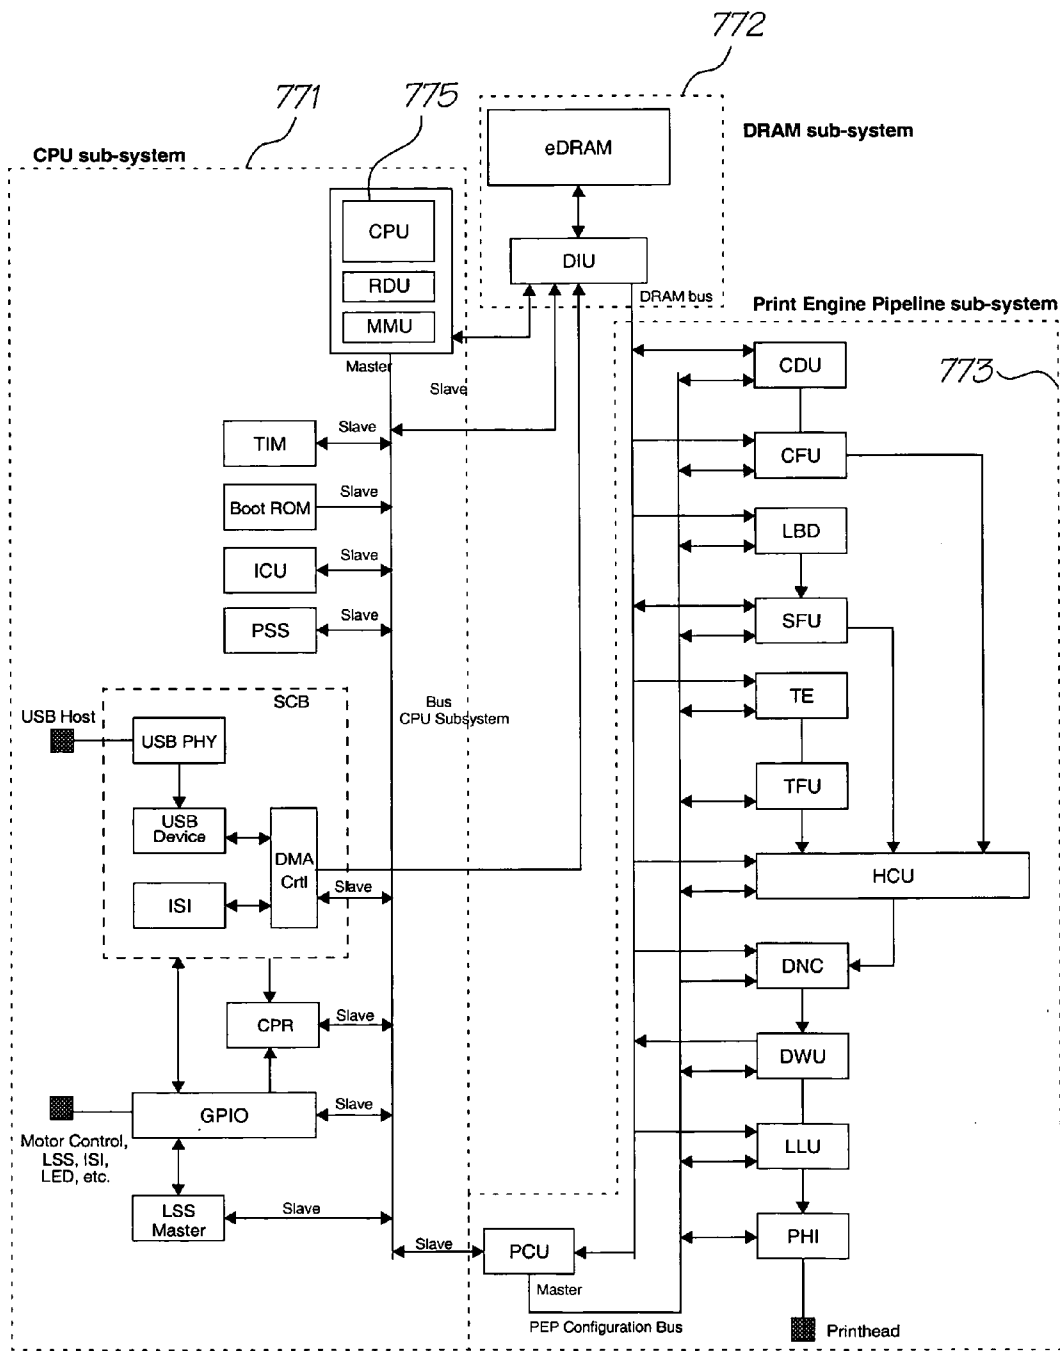 772
771
775
DRAM sub-system
CPU sub-system
eDRAM
CPU
RDU
MMU
DIU
DRAM bus
Print Engine Pipeline sub-system
Master
Slave
773
CDU
TIM
Slave
CFU
Boot ROM
Slave
LBD
ICU
Slave
PSS
Slave
SFU
SCB
Bus
CPU Subsystem
TE
USB Host
USB PHY
TFU
USB
Device
DMA
Crtl
Slave
HCU
ISI
DNC
CPR
Slave
DWU
GPIO
Slave
Motor Control,
LSS, ISI,
LED, etc.
LLU
LSS
Master
Slave
PHI
Slave
PCU
Master
PEP Configuration Bus
Printhead